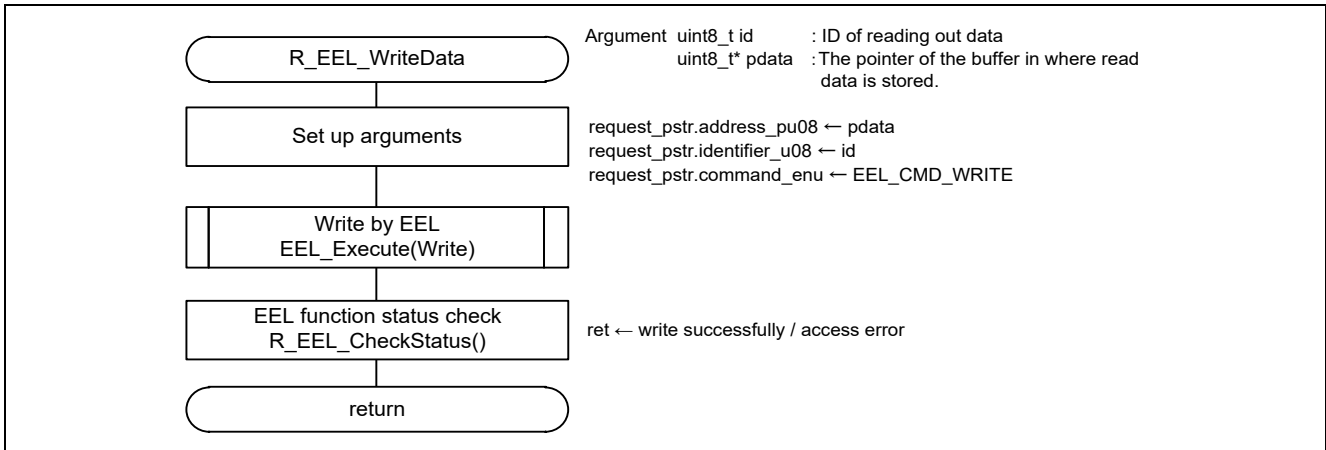 R_EEL_WriteData
Argument uint8_t id : ID of reading out data
uint8_t* pdata : The pointer of the buffer in where read
data is stored.
Set up arguments
request_pstr.address_pu08 ← pdata
request_pstr.identifier_u08 ← id
request_pstr.command_enu ← EEL_CMD_WRITE
Write by EEL
EEL_Execute(Write)
EEL function status check
R_EEL_CheckStatus()
ret ← write successfully / access error
return